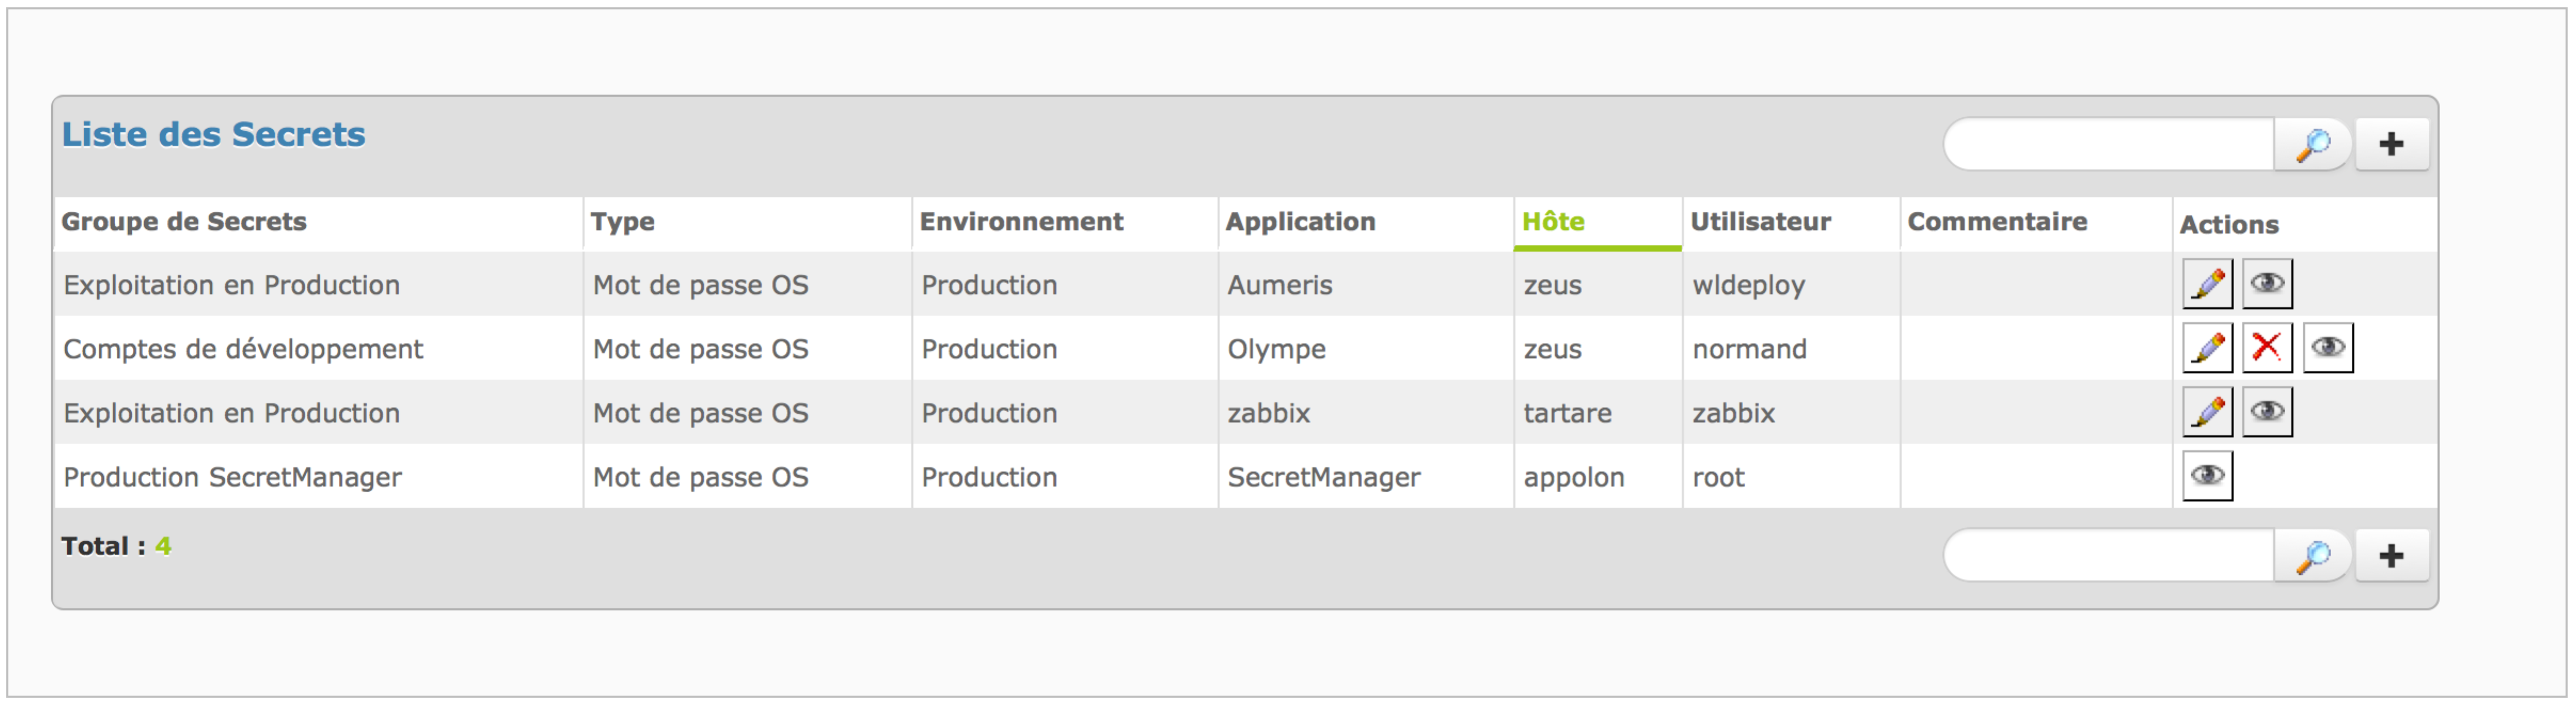 Liste des Secrets
Groupe de Secrets Type Environnement Application Hôte Utilisateur Commentaire Actions
Exploitation en Production Mot de passe OS Production Aumeris zeus wldeploy
Comptes de développement Mot de passe OS Production Olympe zeus normand
Exploitation en Production Mot de passe OS Production zabbix tartare zabbix
Production SecretManager Mot de passe OS Production SecretManager appolon root
Total : 4